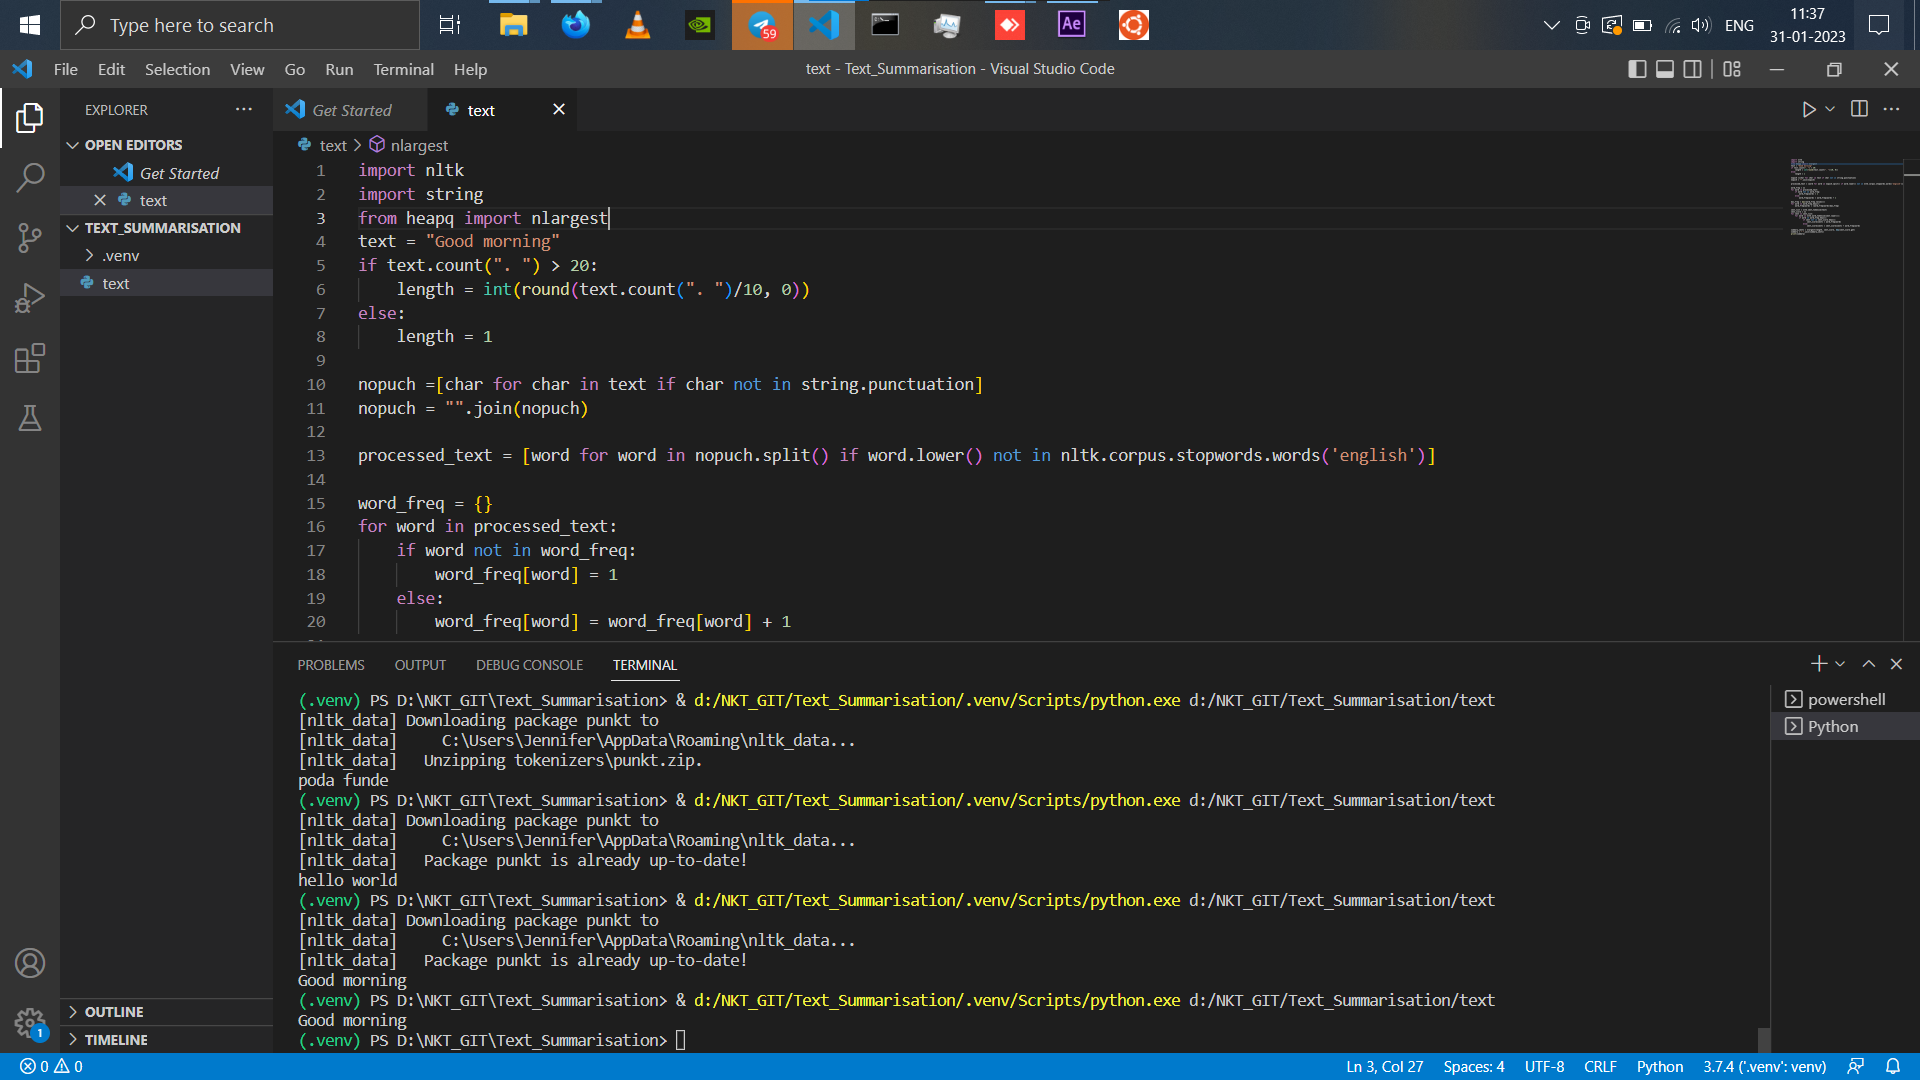 Type here to search
59
Ae
ENG
11:37
31-01-2023
File Edit Selection View Go Run Terminal Help
text - Text_Summarisation - Visual Studio Code
EXPLORER
OPEN EDITORS
Get Started
text
TEXT_SUMMARISATION
.venv
text
OUTLINE
TIMELINE
1
Get Started
text
text > nlargest
1 import nltk
2 import string
3 from heapq import nlargest
4 text = "Good morning"
5 if text.count(". ") > 20:
6     length = int(round(text.count(". ")/10, 0))
7 else:
8     length = 1
9
10 nopuch =[char for char in text if char not in string.punctuation]
11 nopuch = "".join(nopuch)
12
13 processed_text = [word for word in nopuch.split() if word.lower() not in nltk.corpus.stopwords.words('english')]
14
15 word_freq = {}
16 for word in processed_text:
17     if word not in word_freq:
18         word_freq[word] = 1
19     else:
20         word_freq[word] = word_freq[word] + 1
PROBLEMS OUTPUT DEBUG CONSOLE TERMINAL
(.venv) PS D:\NKT_GIT\Text_Summarisation> & d:/NKT_GIT/Text_Summarisation/.venv/Scripts/python.exe d:/NKT_GIT/Text_Summarisation/text
[nltk_data] Downloading package punkt to
[nltk_data]     C:\Users\Jennifer\AppData\Roaming\nltk_data...
[nltk_data]   Unzipping tokenizers\punkt.zip.
poda funde
(.venv) PS D:\NKT_GIT\Text_Summarisation> & d:/NKT_GIT/Text_Summarisation/.venv/Scripts/python.exe d:/NKT_GIT/Text_Summarisation/text
[nltk_data] Downloading package punkt to
[nltk_data]     C:\Users\Jennifer\AppData\Roaming\nltk_data...
[nltk_data]   Package punkt is already up-to-date!
hello world
(.venv) PS D:\NKT_GIT\Text_Summarisation> & d:/NKT_GIT/Text_Summarisation/.venv/Scripts/python.exe d:/NKT_GIT/Text_Summarisation/text
[nltk_data] Downloading package punkt to
[nltk_data]     C:\Users\Jennifer\AppData\Roaming\nltk_data...
[nltk_data]   Package punkt is already up-to-date!
Good morning
(.venv) PS D:\NKT_GIT\Text_Summarisation> & d:/NKT_GIT/Text_Summarisation/.venv/Scripts/python.exe d:/NKT_GIT/Text_Summarisation/text
Good morning
(.venv) PS D:\NKT_GIT\Text_Summarisation>
powershell
Python
0 0
Ln 3, Col 27 Spaces: 4 UTF-8 CRLF Python 3.7.4 ('.venv': venv)